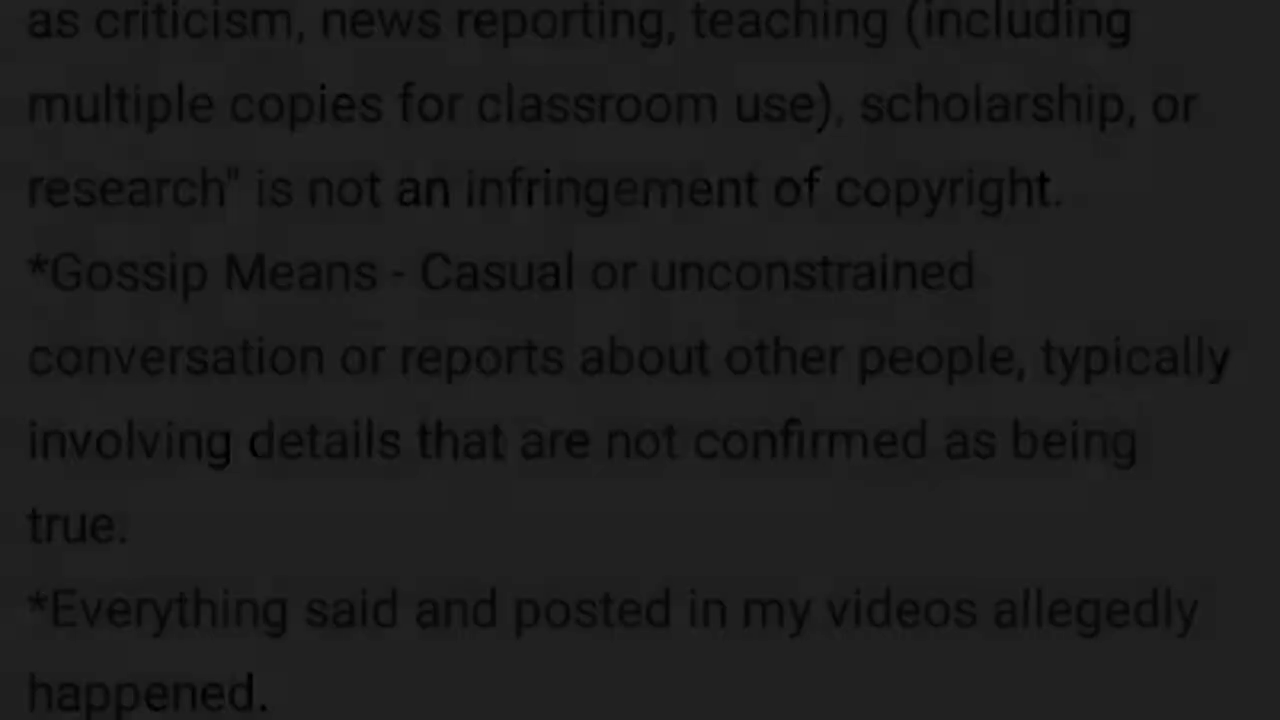 as criticism, news reporting, teaching (including
multiple copies for classroom use), scholarship, or
research" is not an infringement of copyright.
*Gossip Means - Casual or unconstrained
conversation or reports about other people, typically
involving details that are not confirmed as being
true.
*Everything said and posted in my videos allegedly
happened.